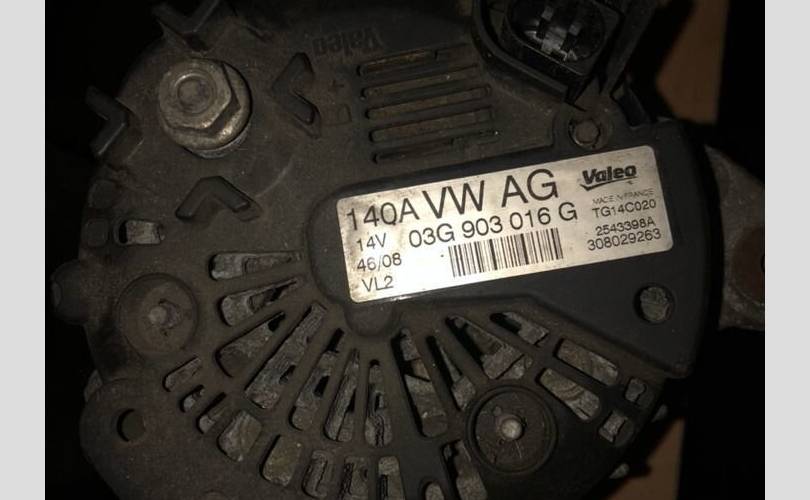 Valeo
B+
140A VW AG Valeo
MADE IN FRANCE
14V 03G 903 016 G TG14C020
46/08 2543398A
VL2 308029263